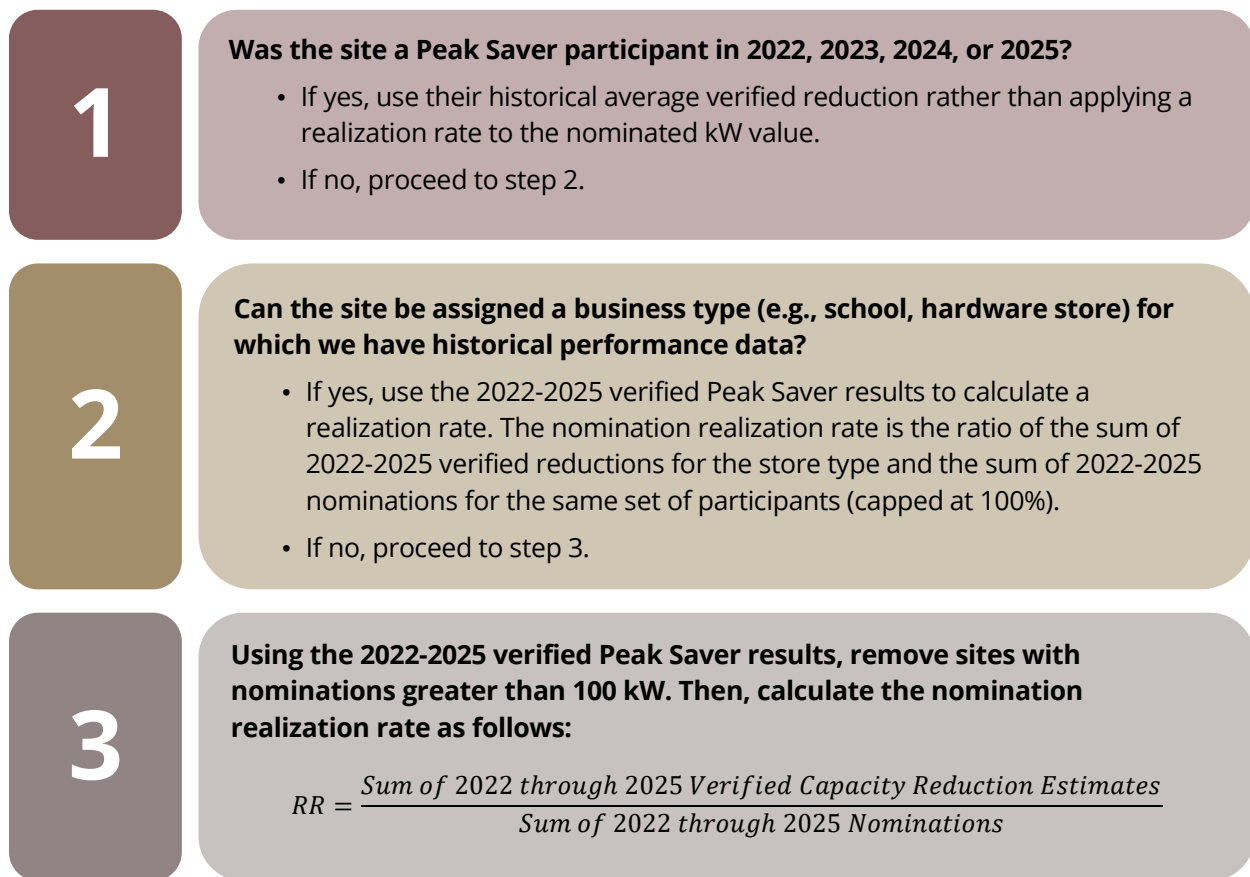 1
Was the site a Peak Saver participant in 2022, 2023, 2024, or 2025?
• If yes, use their historical average verified reduction rather than applying a
realization rate to the nominated kW value.
• If no, proceed to step 2.
2
Can the site be assigned a business type (e.g., school, hardware store) for
which we have historical performance data?
• If yes, use the 2022-2025 verified Peak Saver results to calculate a
realization rate. The nomination realization rate is the ratio of the sum of
2022-2025 verified reductions for the store type and the sum of 2022-2025
nominations for the same set of participants (capped at 100%).
• If no, proceed to step 3.
3
Using the 2022-2025 verified Peak Saver results, remove sites with
nominations greater than 100 kW. Then, calculate the nomination
realization rate as follows:
Sum of 2022 through 2025 Verified Capacity Reduction Estimates
RR =
Sum of 2022 through 2025 Nominations